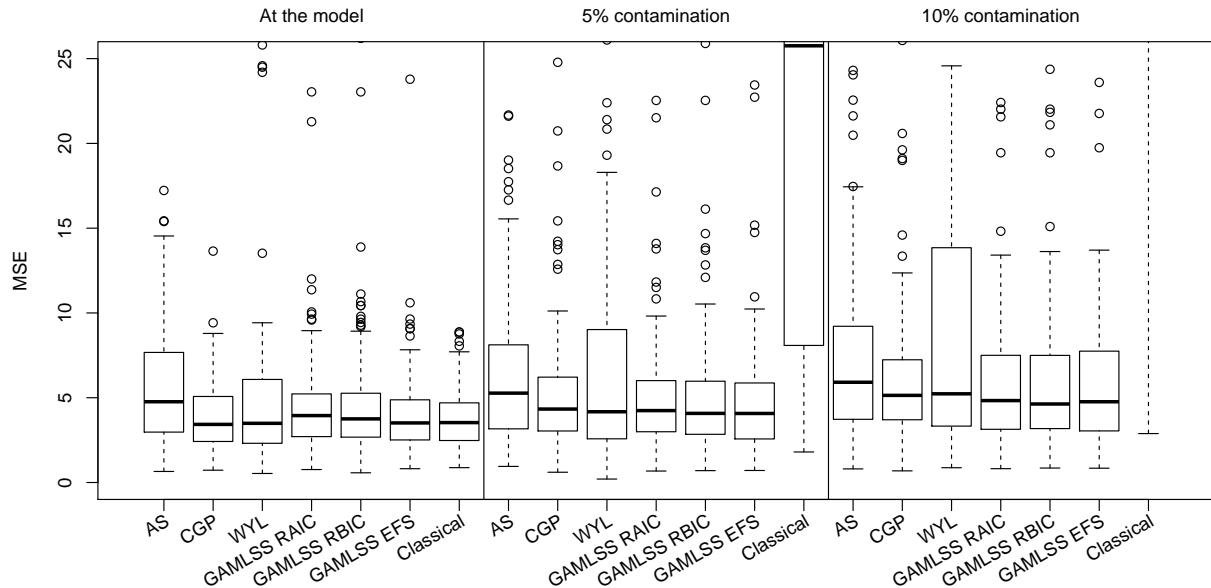 At the model
5% contamination
10% contamination
MSE
25
20
15
10
5
0
AS
CGP
WYL
GAMLSS RAIC
GAMLSS RBIC
GAMLSS EFS
Classical
AS
CGP
WYL
GAMLSS RAIC
GAMLSS RBIC
GAMLSS EFS
Classical
AS
CGP
WYL
GAMLSS RAIC
GAMLSS RBIC
GAMLSS EFS
Classical